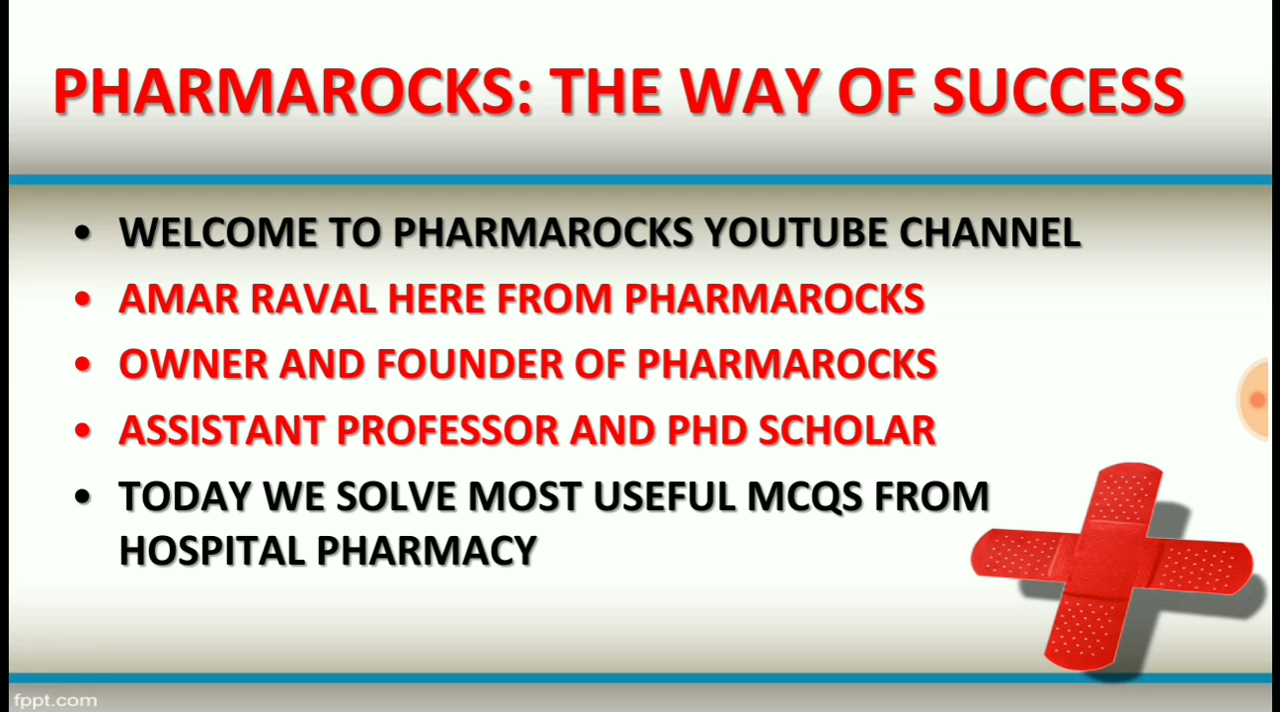 PHARMAROCKS: THE WAY OF SUCCESS
• WELCOME TO PHARMAROCKS YOUTUBE CHANNEL
• AMAR RAVAL HERE FROM PHARMAROCKS
• OWNER AND FOUNDER OF PHARMAROCKS
• ASSISTANT PROFESSOR AND PHD SCHOLAR
• TODAY WE SOLVE MOST USEFUL MCQS FROM
HOSPITAL PHARMACY
fppt.com